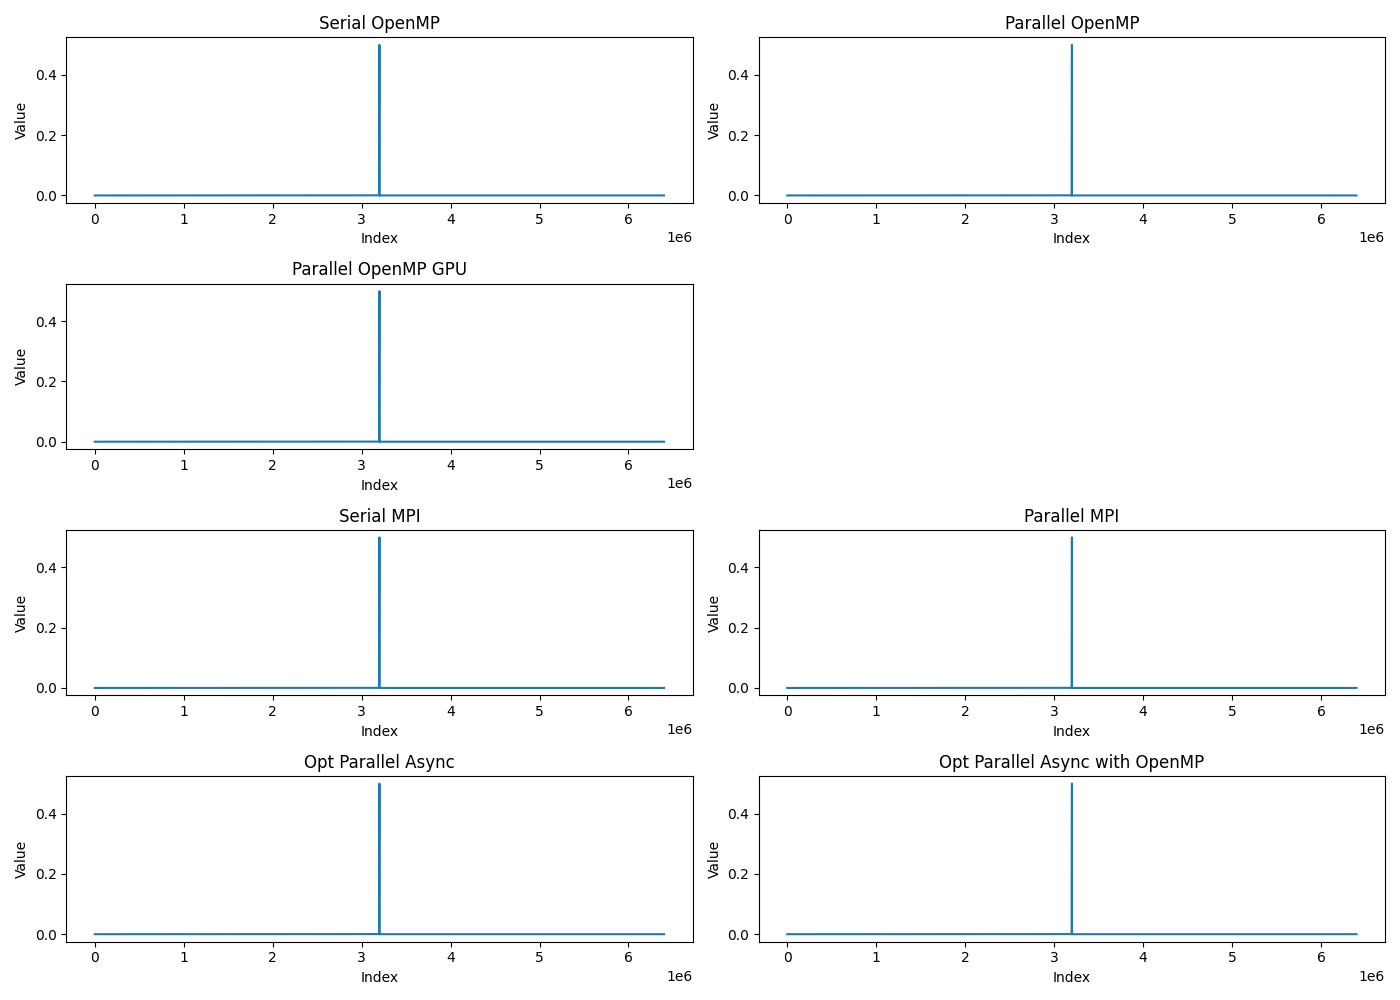 Serial OpenMP
0.4
0.2
0.0
Value
0 1 2 3 4 5 6
1e6
Index
Parallel OpenMP
0.4
0.2
0.0
Value
0 1 2 3 4 5 6
1e6
Index
Parallel OpenMP GPU
0.4
0.2
0.0
Value
0 1 2 3 4 5 6
1e6
Index
Serial MPI
0.4
0.2
0.0
Value
0 1 2 3 4 5 6
1e6
Index
Parallel MPI
0.4
0.2
0.0
Value
0 1 2 3 4 5 6
1e6
Index
Opt Parallel Async
0.4
0.2
0.0
Value
0 1 2 3 4 5 6
1e6
Index
Opt Parallel Async with OpenMP
0.4
0.2
0.0
Value
0 1 2 3 4 5 6
1e6
Index